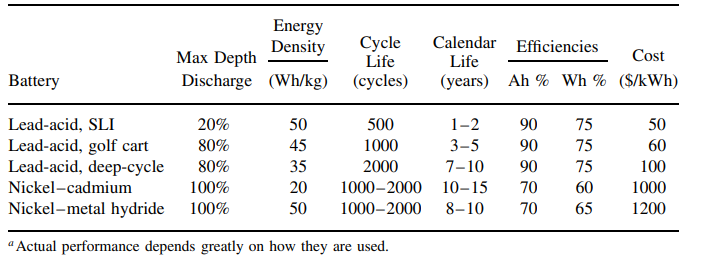 Energy
Max Depth Density Cycle Calendar Efficiencies Cost
Life Life
Battery Discharge (Wh/kg) (cycles) (years) Ah % Wh % ($/kWh)
Lead-acid, SLI 20% 50 500 1–2 90 75 50
Lead-acid, golf cart 80% 45 1000 3–5 90 75 60
Lead-acid, deep-cycle 80% 35 2000 7–10 90 75 100
Nickel–cadmium 100% 20 1000–2000 10–15 70 60 1000
Nickel–metal hydride 100% 50 1000–2000 8–10 70 65 1200
a Actual performance depends greatly on how they are used.